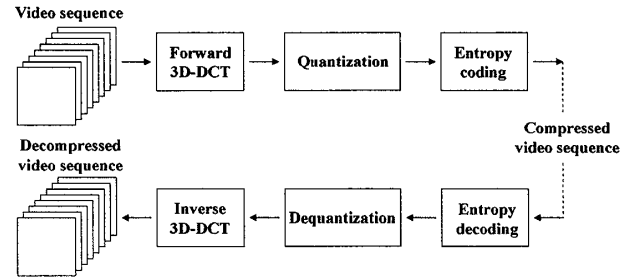 Video sequence
Forward
3D-DCT
Quantization
Entropy
coding
Compressed
video sequence
Decompressed
video sequence
Inverse
3D-DCT
Dequantization
Entropy
decoding